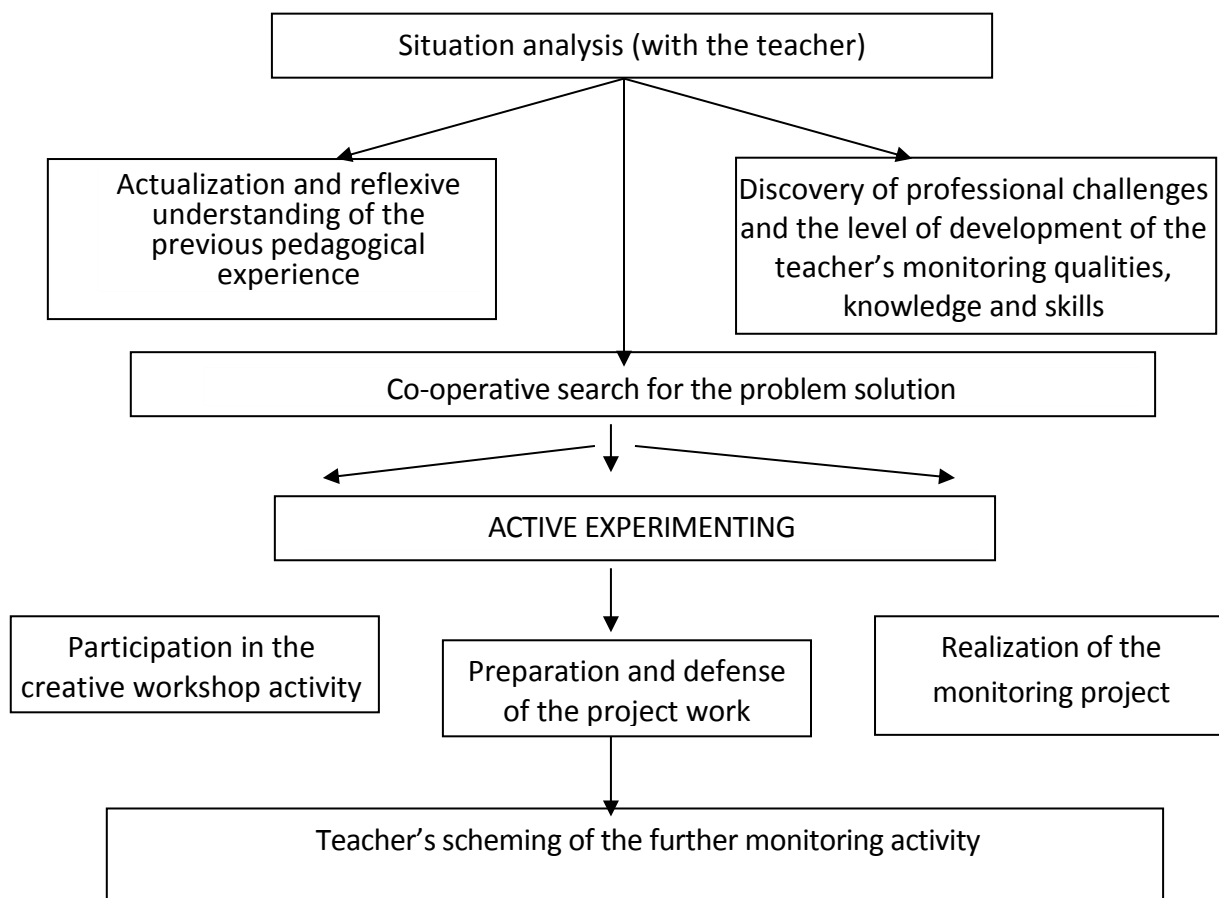 Situation analysis (with the teacher)
Actualization and reflexive
understanding of the
previous pedagogical
experience
Discovery of professional challenges
and the level of development of the
teacher’s monitoring qualities,
knowledge and skills
Co-operative search for the problem solution
ACTIVE EXPERIMENTING
Participation in the
creative workshop activity
Preparation and defense
of the project work
Realization of the
monitoring project
Teacher’s scheming of the further monitoring activity